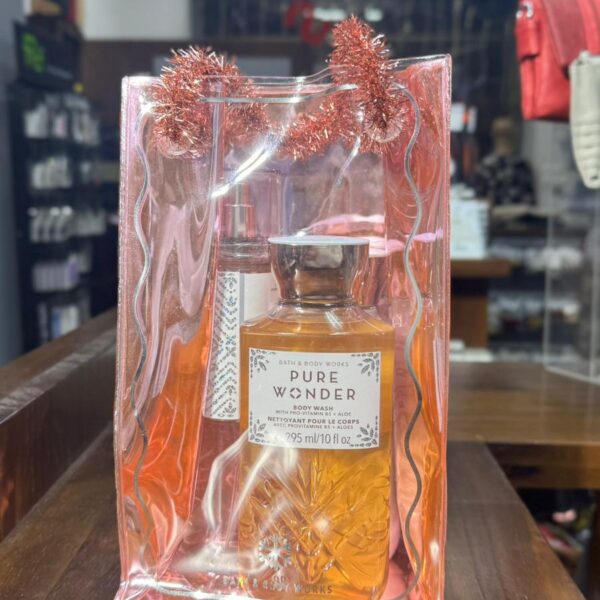 BATH & BODY WORKS
PURE
WONDER
BODY WASH
WITH PRO-VITAMIN B5 + ALOE
NETTOYANT POUR LE CORPS
AVEC PROVITAMINE B5 + ALOES
295 ml/10 fl oz
BATH & BODY WORKS